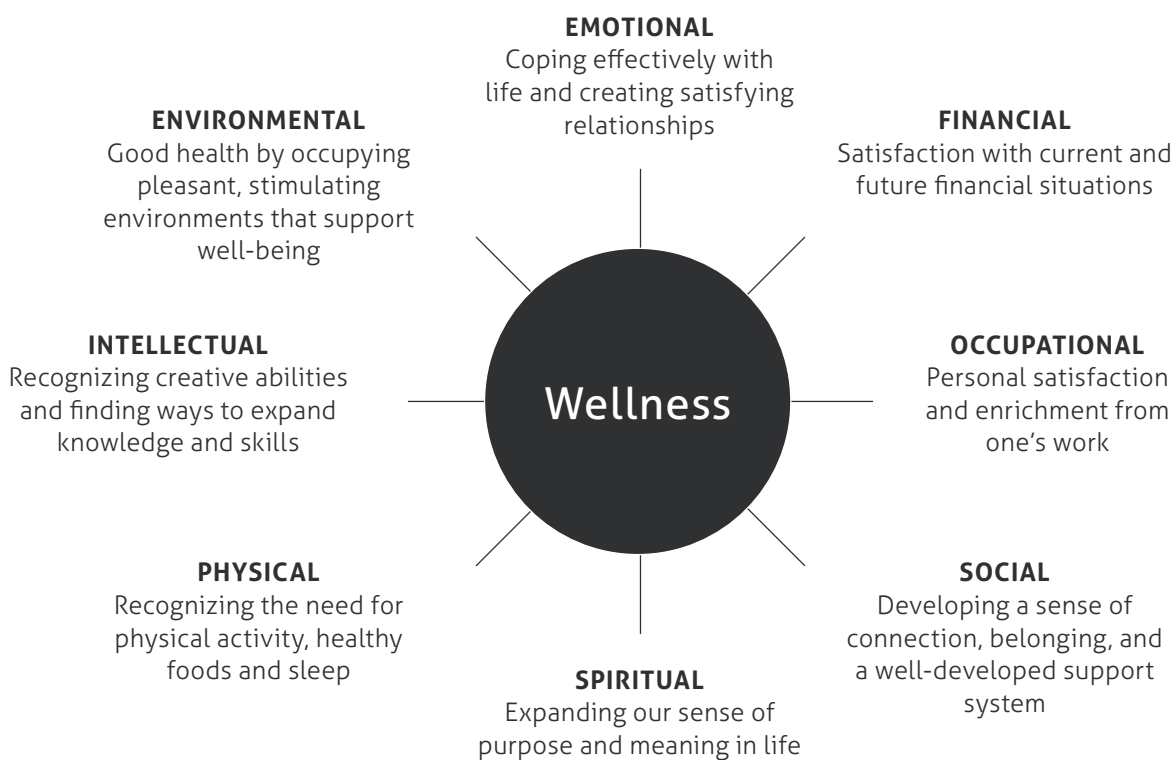 EMOTIONAL
Coping effectively with
life and creating satisfying
relationships
FINANCIAL
Satisfaction with current and
future financial situations
OCCUPATIONAL
Personal satisfaction
and enrichment from
one's work
SOCIAL
Developing a sense of
connection, belonging, and
a well-developed support
system
SPIRITUAL
Expanding our sense of
purpose and meaning in life
PHYSICAL
Recognizing the need for
physical activity, healthy
foods and sleep
INTELLECTUAL
Recognizing creative abilities
and finding ways to expand
knowledge and skills
ENVIRONMENTAL
Good health by occupying
pleasant, stimulating
environments that support
well-being
Wellness